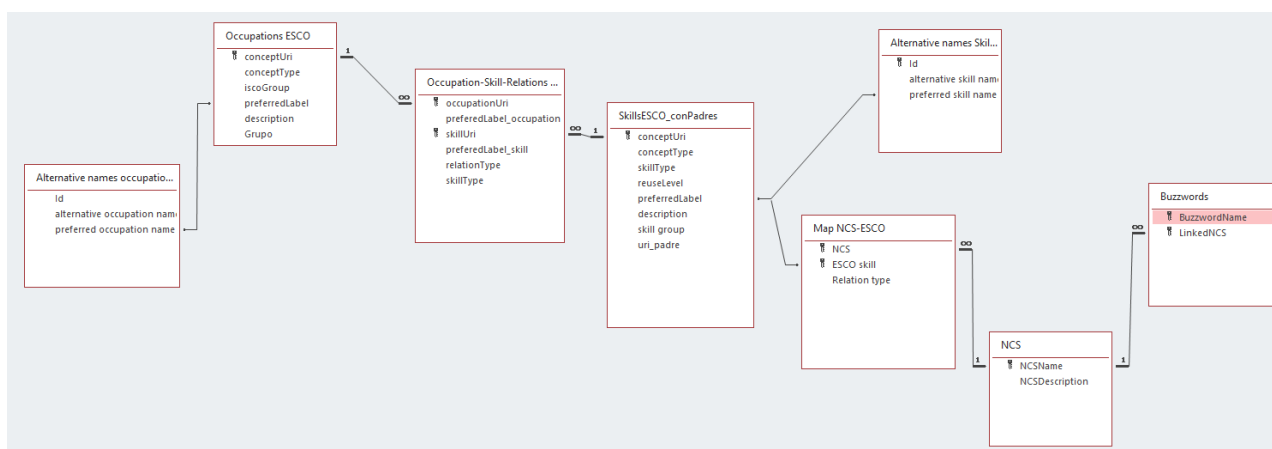 Occupations ESCO
conceptUri
conceptType
iscoGroup
preferredLabel
description
Grupo
1
∞
Alternative names occupatio...
Id
alternative occupation nam
preferred occupation name
Occupation-Skill-Relations ...
occupationUri
preferedLabel_occupation
skillUri
preferedLabel_skill
relationType
skillType
∞
1
SkillsESCO_conPadres
conceptUri
conceptType
skillType
reuseLevel
preferredLabel
description
skill group
uri_padre
Alternative names Skil...
Id
alternative skill nam
preferred skill name
Map NCS-ESCO
NCS
ESCO skill
Relation type
∞
1
NCS
NCSName
NCSDescription
1
∞
Buzzwords
BuzzwordName
LinkedNCS